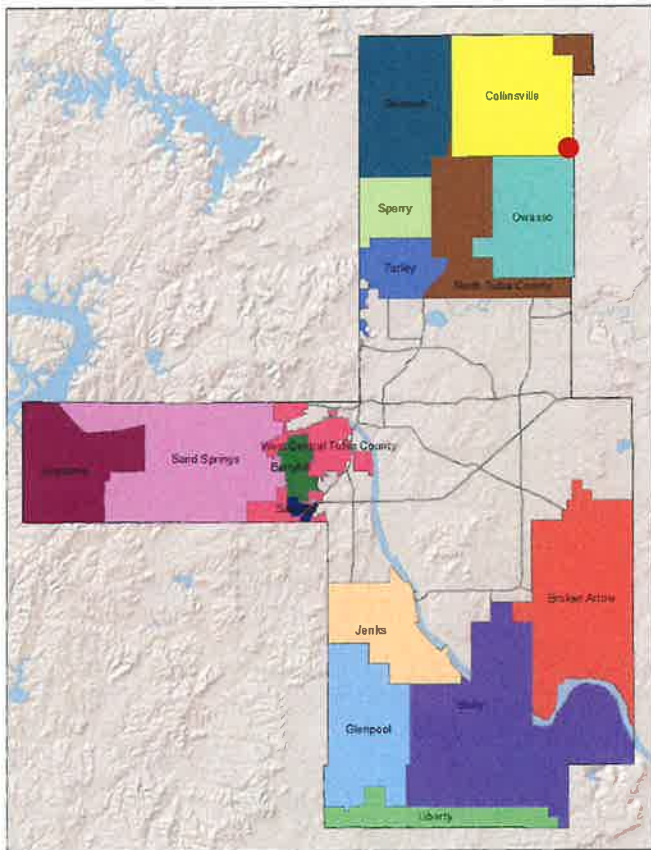 Collinsville
Skiatook
Sperry
Owasso
Turley
North Tulsa County
West Central Tulsa County
Sand Springs
Berryhill
Keystone
Broken Arrow
Jenks
Bixby
Glenpool
Liberty